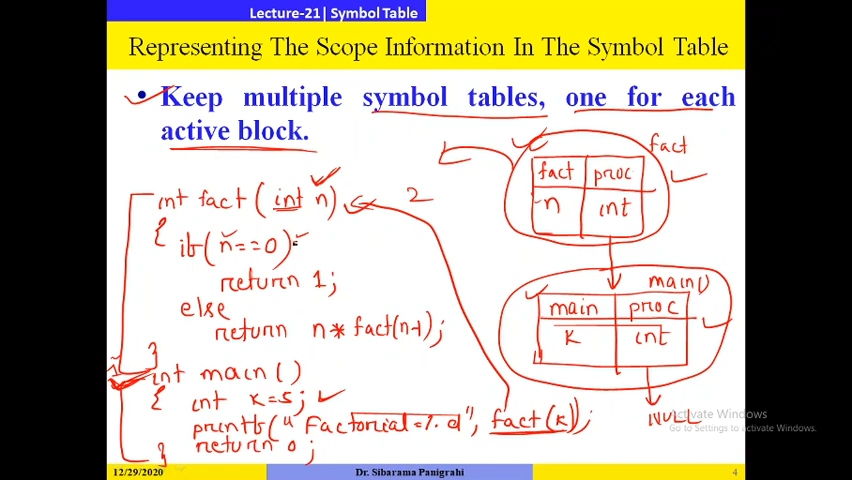 Lecture-21| Symbol Table
Representing The Scope Information In The Symbol Table
• Keep multiple symbol tables, one for each
active block.
fact
fact proc
n int
int fact ( int n) 2
{ if( n==0)
return 1;
else
return n * fact(n-1);
}
main()
main proc
k int
1 int main ( )
{ int k=5;
printf(" Factorial = %d", fact(k));
return 0;
}
NULL
Activate Windows
Go to Settings to activate Windows.
12/29/2020 Dr. Sibarama Panigrahi 4